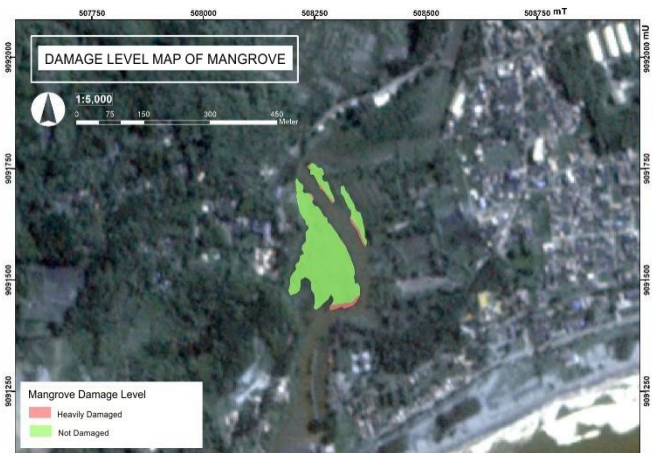 507750 508000 508250 508500 508750 mT
mU
9092000
9091750
9091500
9091250
DAMAGE LEVEL MAP OF MANGROVE
1:5,000
0 75 150 300 450
Meter
Mangrove Damage Level
Heavily Damaged
Not Damaged
9092000
9091750
9091500
9091250